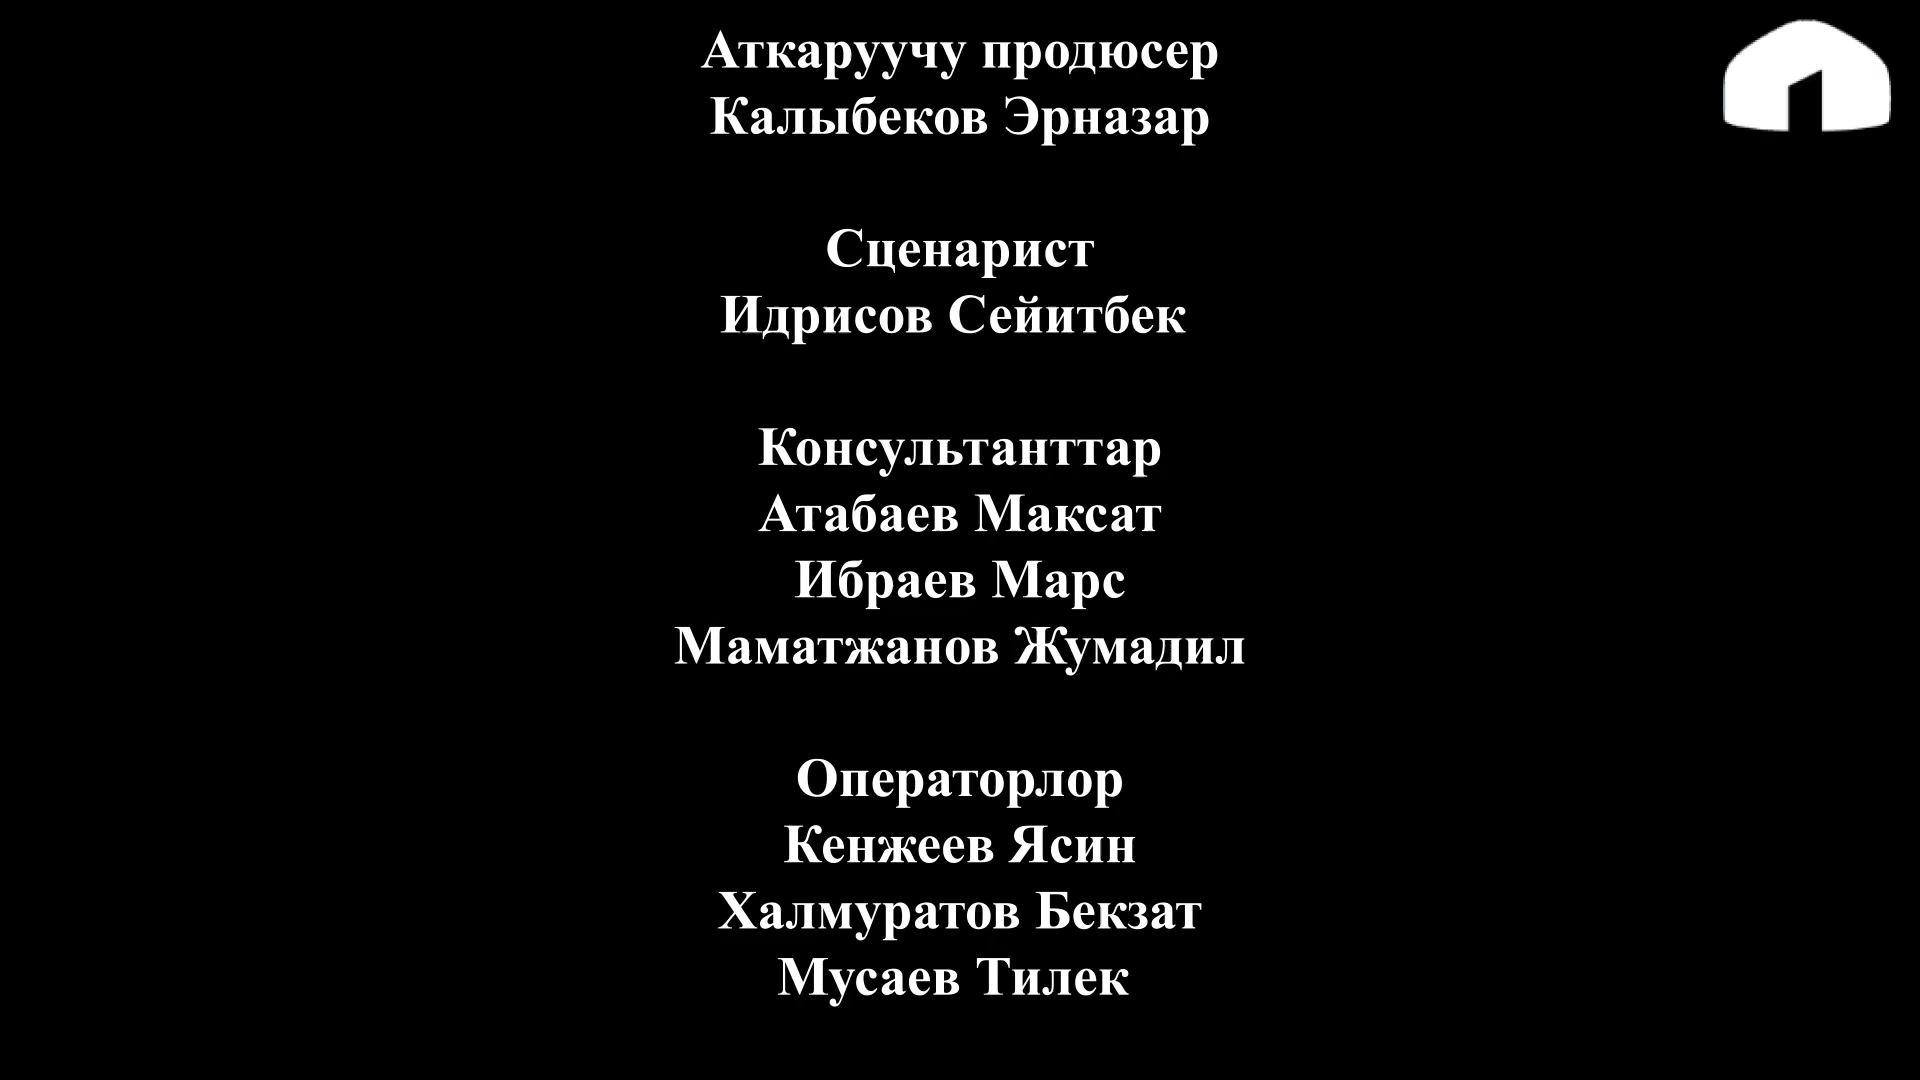 Аткаруучу продюсер
Калыбеков Эрназар
Сценарист
Идрисов Сейитбек
Консультанттар
Атабаев Максат
Ибраев Марс
Маматжанов Жумадил
Операторлор
Кенжеев Ясин
Халмуратов Бекзат
Мусаев Тилек